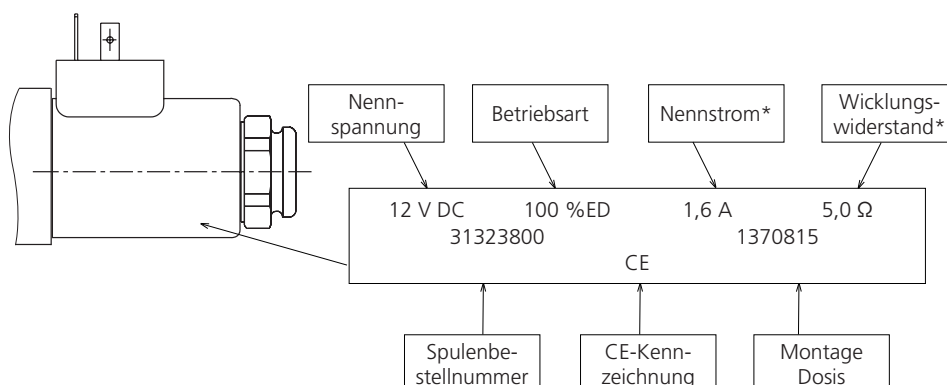 Nenn-
spannung
Betriebsart
Nennstrom*
Wicklungs-
widerstand*
12 V DC 100 %ED 1,6 A 5,0 Ω
31323800 1370815
CE
Spulenbe-
stellnummer
CE-Kenn-
zeichnung
Montage
Dosis